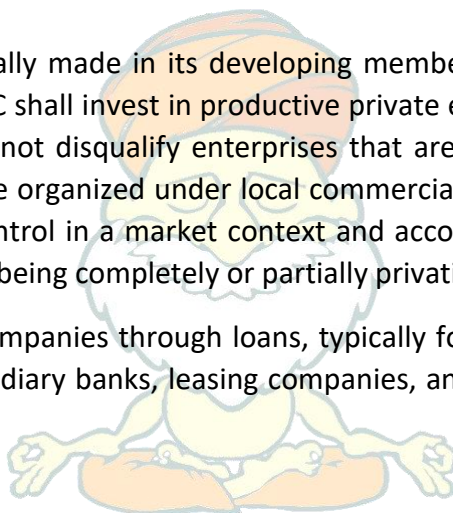 ally made in its developing membe
C shall invest in productive private e
not disqualify enterprises that are
e organized under local commercia
ntrol in a market context and acco
being completely or partially privati
ompanies through loans, typically fo
diary banks, leasing companies, an